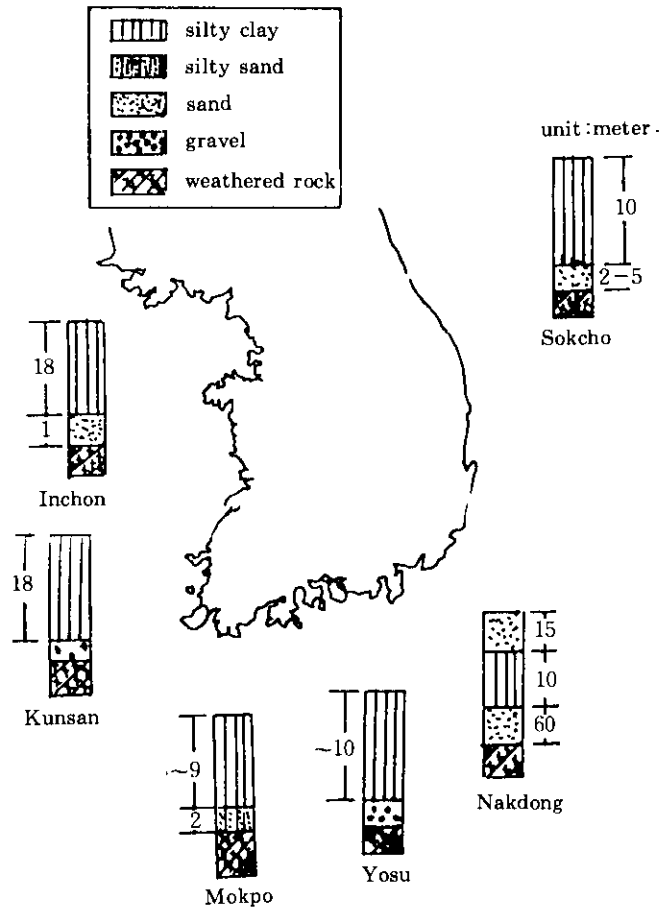 silty clay
silty sand
sand
gravel
weathered rock
unit:meter
10
2-5
Sokcho
18
1
Inchon
18
Kunsan
15
10
60
Nakdong
~9
2
Mokpo
~10
Yosu